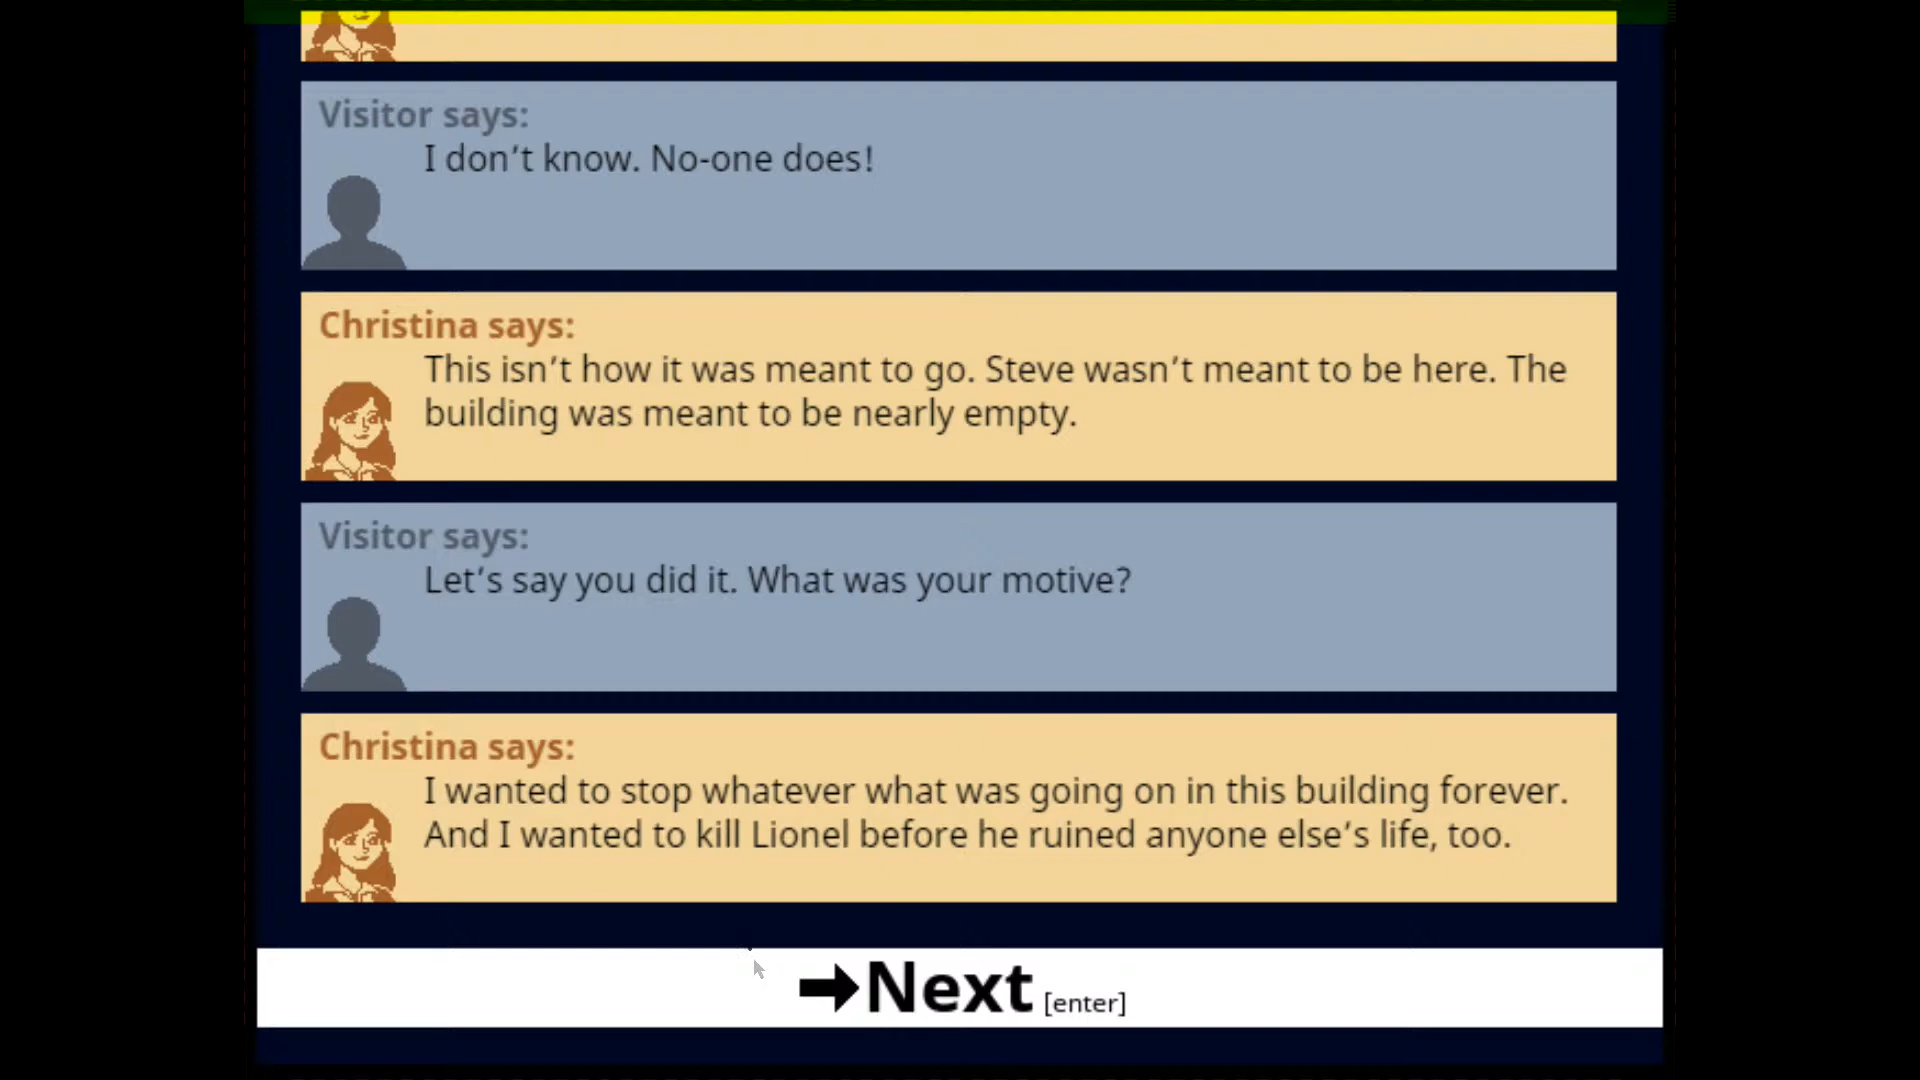 Visitor says:
I don't know. No-one does!
Christina says:
This isn't how it was meant to go. Steve wasn't meant to be here. The
building was meant to be nearly empty.
Visitor says:
Let's say you did it. What was your motive?
Christina says:
I wanted to stop whatever what was going on in this building forever.
And I wanted to kill Lionel before he ruined anyone else's life, too.
➡Next [enter]